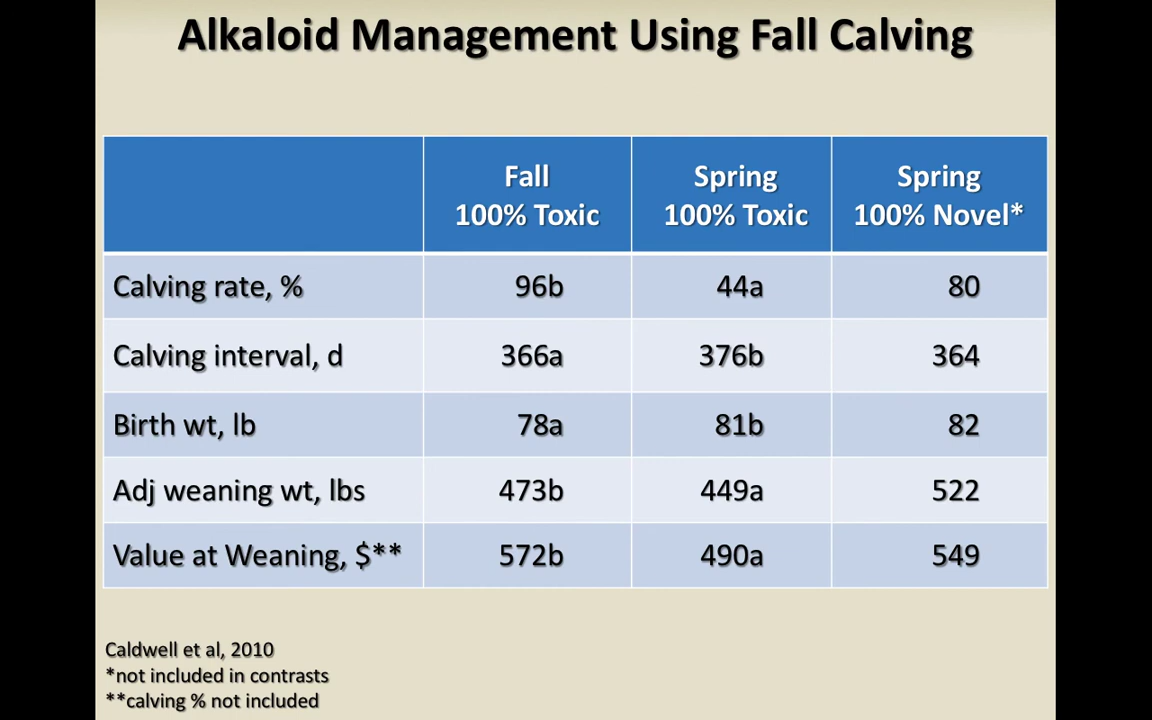 Alkaloid Management Using Fall Calving
Fall Spring Spring
100% Toxic 100% Toxic 100% Novel*
Calving rate, % 96b 44a 80
Calving interval, d 366a 376b 364
Birth wt, lb 78a 81b 82
Adj weaning wt, lbs 473b 449a 522
Value at Weaning, $** 572b 490a 549
Caldwell et al, 2010
*not included in contrasts
**calving % not included